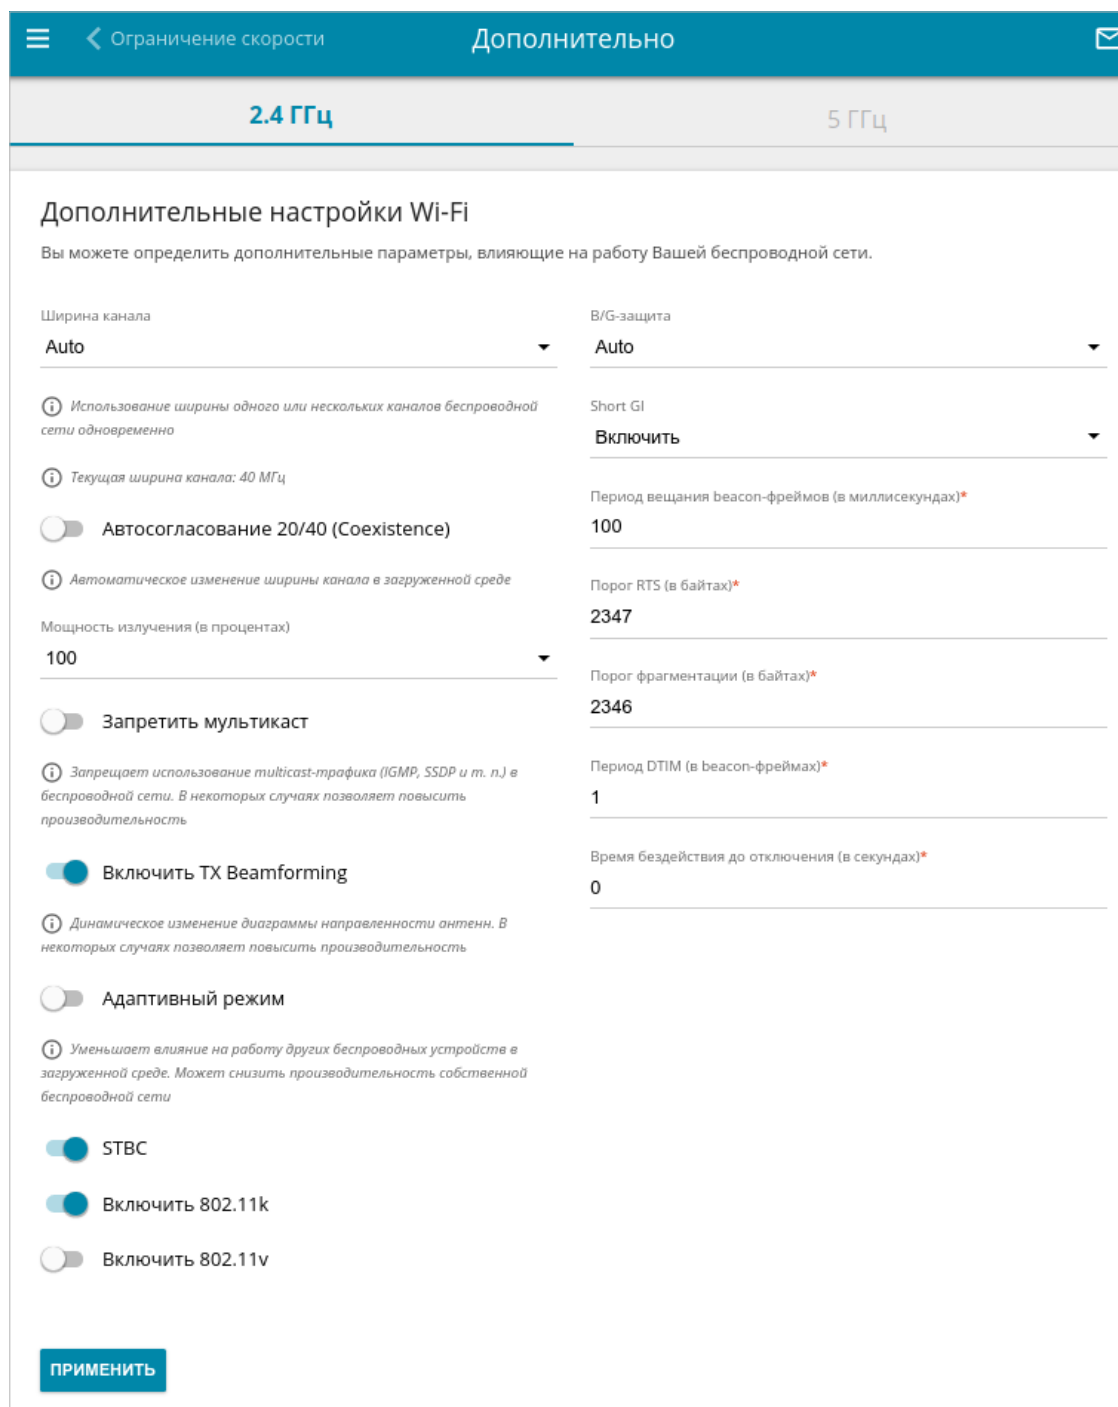 Ограничение скорости
Дополнительно
2.4 ГГц
5 ГГц
Дополнительные настройки Wi-Fi
Вы можете определить дополнительные параметры, влияющие на работу Вашей беспроводной сети.
Ширина канала
Auto
Использование ширины одного или нескольких каналов беспроводной
сети одновременно
Текущая ширина канала: 40 МГц
Автосогласование 20/40 (Coexistence)
Автоматическое изменение ширины канала в загруженной среде
Мощность излучения (в процентах)
100
Запретить мультикаст
Запрещает использование multicast-трафика (IGMP, SSDP и т. п.) в
беспроводной сети. В некоторых случаях позволяет повысить
производительность
Включить TX Beamforming
Динамическое изменение диаграммы направленности антенн. В
некоторых случаях позволяет повысить производительность
Адаптивный режим
Уменьшает влияние на работу других беспроводных устройств в
загруженной среде. Может снизить производительность собственной
беспроводной сети
STBC
Включить 802.11k
Включить 802.11v
ПРИМЕНИТЬ
B/G-защита
Auto
Short GI
Включить
Период вещания beacon-фреймов (в миллисекундах)*
100
Порог RTS (в байтах)*
2347
Порог фрагментации (в байтах)*
2346
Период DTIM (в beacon-фреймах)*
1
Время бездействия до отключения (в секундах)*
0